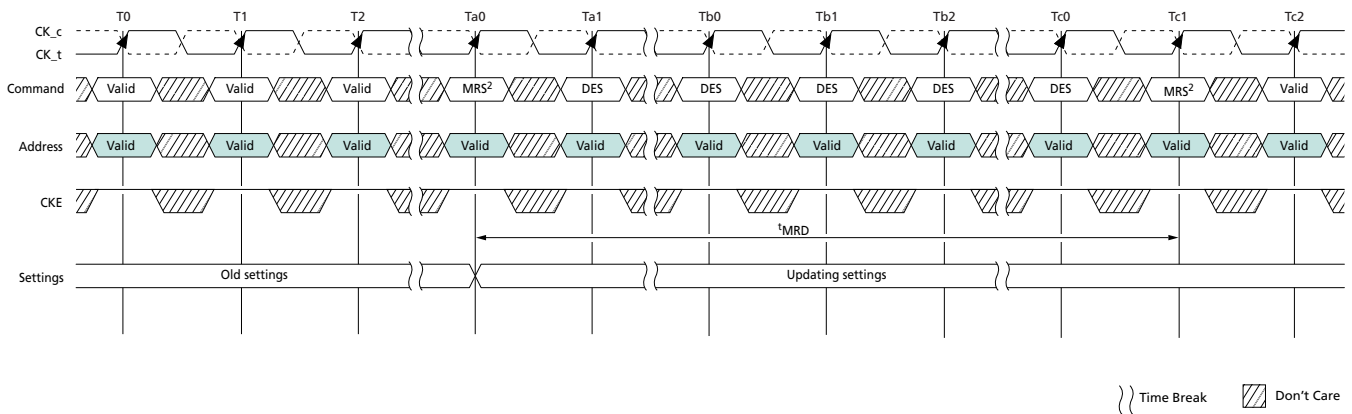 T0 T1 T2 Ta0 Ta1 Tb0 Tb1 Tb2 Tc0 Tc1 Tc2
CK_c
CK_t
Command Valid Valid Valid MRS² DES DES DES DES DES MRS² Valid
Address Valid Valid Valid Valid Valid Valid Valid Valid Valid Valid Valid
CKE
ᵗMRD
Settings Old settings Updating settings
Time Break Don't Care